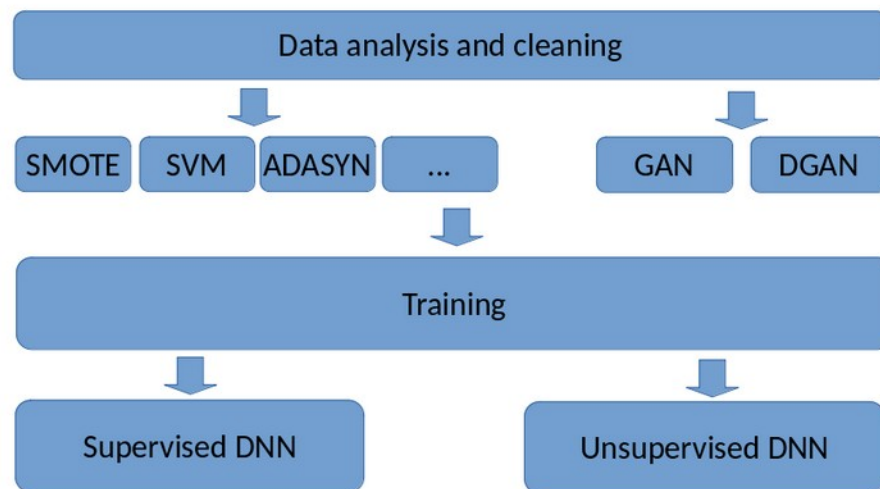 Data analysis and cleaning
SMOTE SVM ADASYN ... GAN DGAN
Training
Supervised DNN Unsupervised DNN